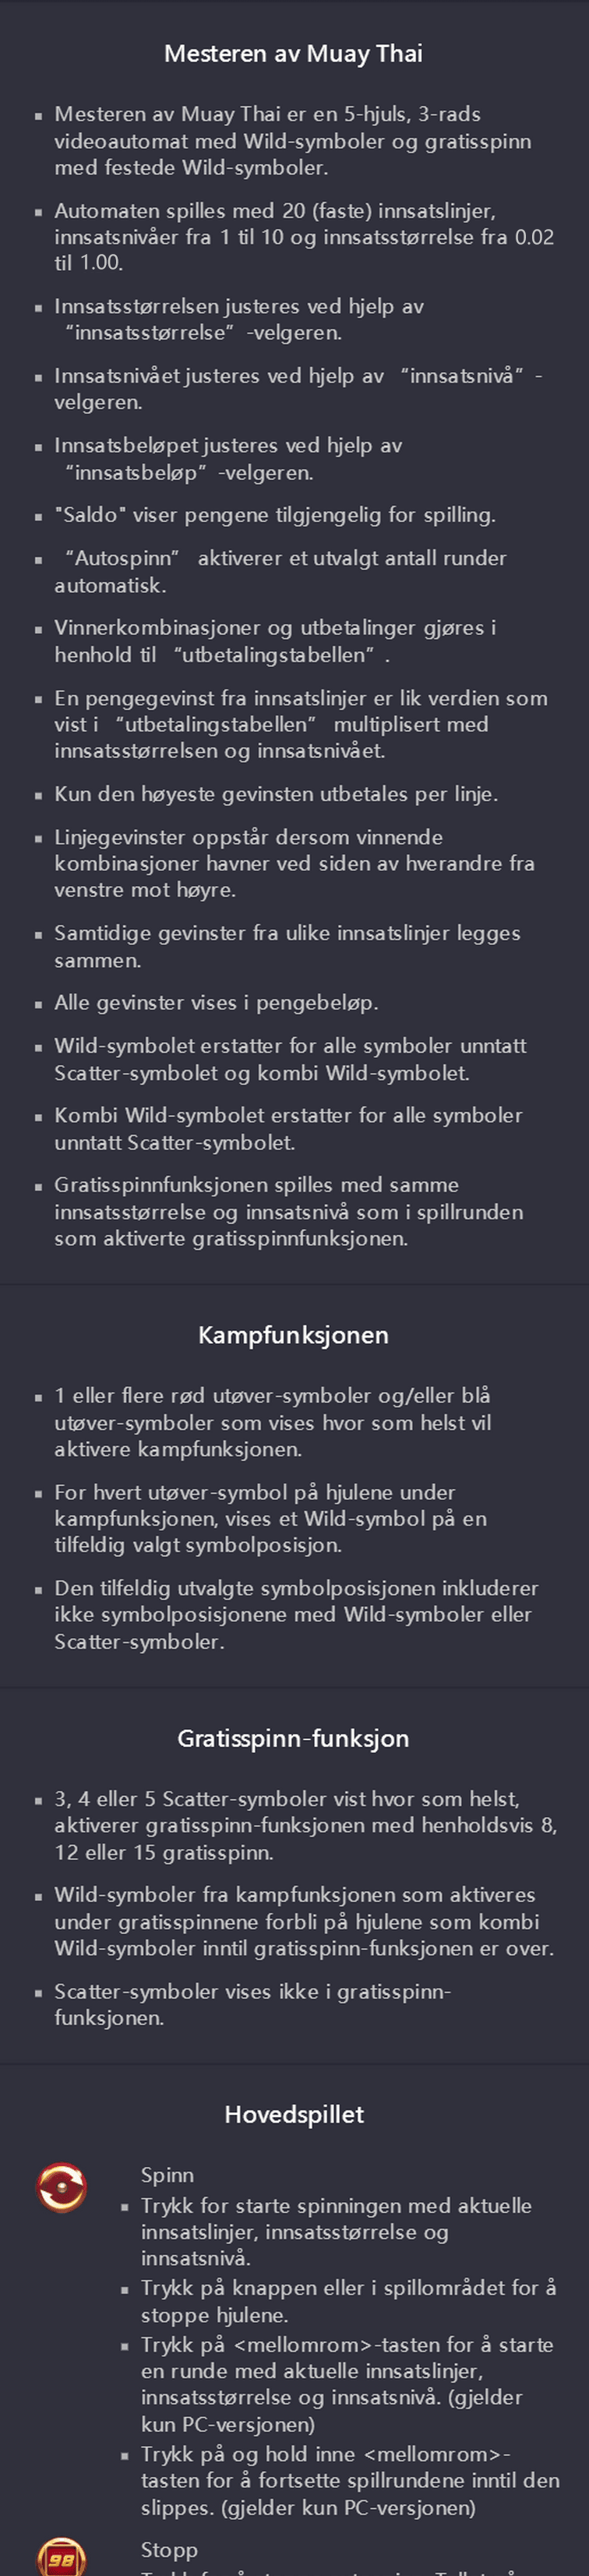 Mesteren av Muay Thai
▪ Mesteren av Muay Thai er en 5-hjuls, 3-rads
videoautomat med Wild-symboler og gratisspinn
med festede Wild-symboler.
▪ Automaten spilles med 20 (faste) innsatslinjer,
innsatsnivåer fra 1 til 10 og innsatsstørrelse fra 0.02
til 1.00.
▪ Innsatsstørrelsen justeres ved hjelp av
“innsatsstørrelse” -velgeren.
▪ Innsatsnivået justeres ved hjelp av “innsatsnivå” -
velgeren.
▪ Innsatsbeløpet justeres ved hjelp av
“innsatsbeløp” -velgeren.
▪ "Saldo" viser pengene tilgjengelig for spilling.
▪ “Autospinn” aktiverer et utvalgt antall runder
automatisk.
▪ Vinnerkombinasjoner og utbetalinger gjøres i
henhold til “utbetalingstabellen” .
▪ En pengegevinst fra innsatslinjer er lik verdien som
vist i “utbetalingstabellen” multiplisert med
innsatsstørrelsen og innsatsnivået.
▪ Kun den høyeste gevinsten utbetales per linje.
▪ Linjegevinster oppstår dersom vinnende
kombinasjoner havner ved siden av hverandre fra
venstre mot høyre.
▪ Samtidige gevinster fra ulike innsatslinjer legges
sammen.
▪ Alle gevinster vises i pengebeløp.
▪ Wild-symbolet erstatter for alle symboler unntatt
Scatter-symbolet og kombi Wild-symbolet.
▪ Kombi Wild-symbolet erstatter for alle symboler
unntatt Scatter-symbolet.
▪ Gratisspinnfunksjonen spilles med samme
innsatsstørrelse og innsatsnivå som i spillrunden
som aktiverte gratisspinnfunksjonen.
Kampfunksjonen
▪ 1 eller flere rød utøver-symboler og/eller blå
utøver-symboler som vises hvor som helst vil
aktivere kampfunksjonen.
▪ For hvert utøver-symbol på hjulene under
kampfunksjonen, vises et Wild-symbol på en
tilfeldig valgt symbolposisjon.
▪ Den tilfeldig utvalgte symbolposisjonen inkluderer
ikke symbolposisjonene med Wild-symboler eller
Scatter-symboler.
Gratisspinn-funksjon
▪ 3, 4 eller 5 Scatter-symboler vist hvor som helst,
aktiverer gratisspinn-funksjonen med henholdsvis 8,
12 eller 15 gratisspinn.
▪ Wild-symboler fra kampfunksjonen som aktiveres
under gratisspinnene forbli på hjulene som kombi
Wild-symboler inntil gratisspinn-funksjonen er over.
▪ Scatter-symboler vises ikke i gratisspinn-
funksjonen.
Hovedspillet
Spinn
▪ Trykk for starte spinningen med aktuelle
innsatslinjer, innsatsstørrelse og
innsatsnivå.
▪ Trykk på knappen eller i spillområdet for å
stoppe hjulene.
▪ Trykk på <mellomrom>-tasten for å starte
en runde med aktuelle innsatslinjer,
innsatsstørrelse og innsatsnivå. (gjelder
kun PC-versjonen)
▪ Trykk på og hold inne <mellomrom>-
tasten for å fortsette spillrundene inntil den
slippes. (gjelder kun PC-versjonen)
98
Stopp